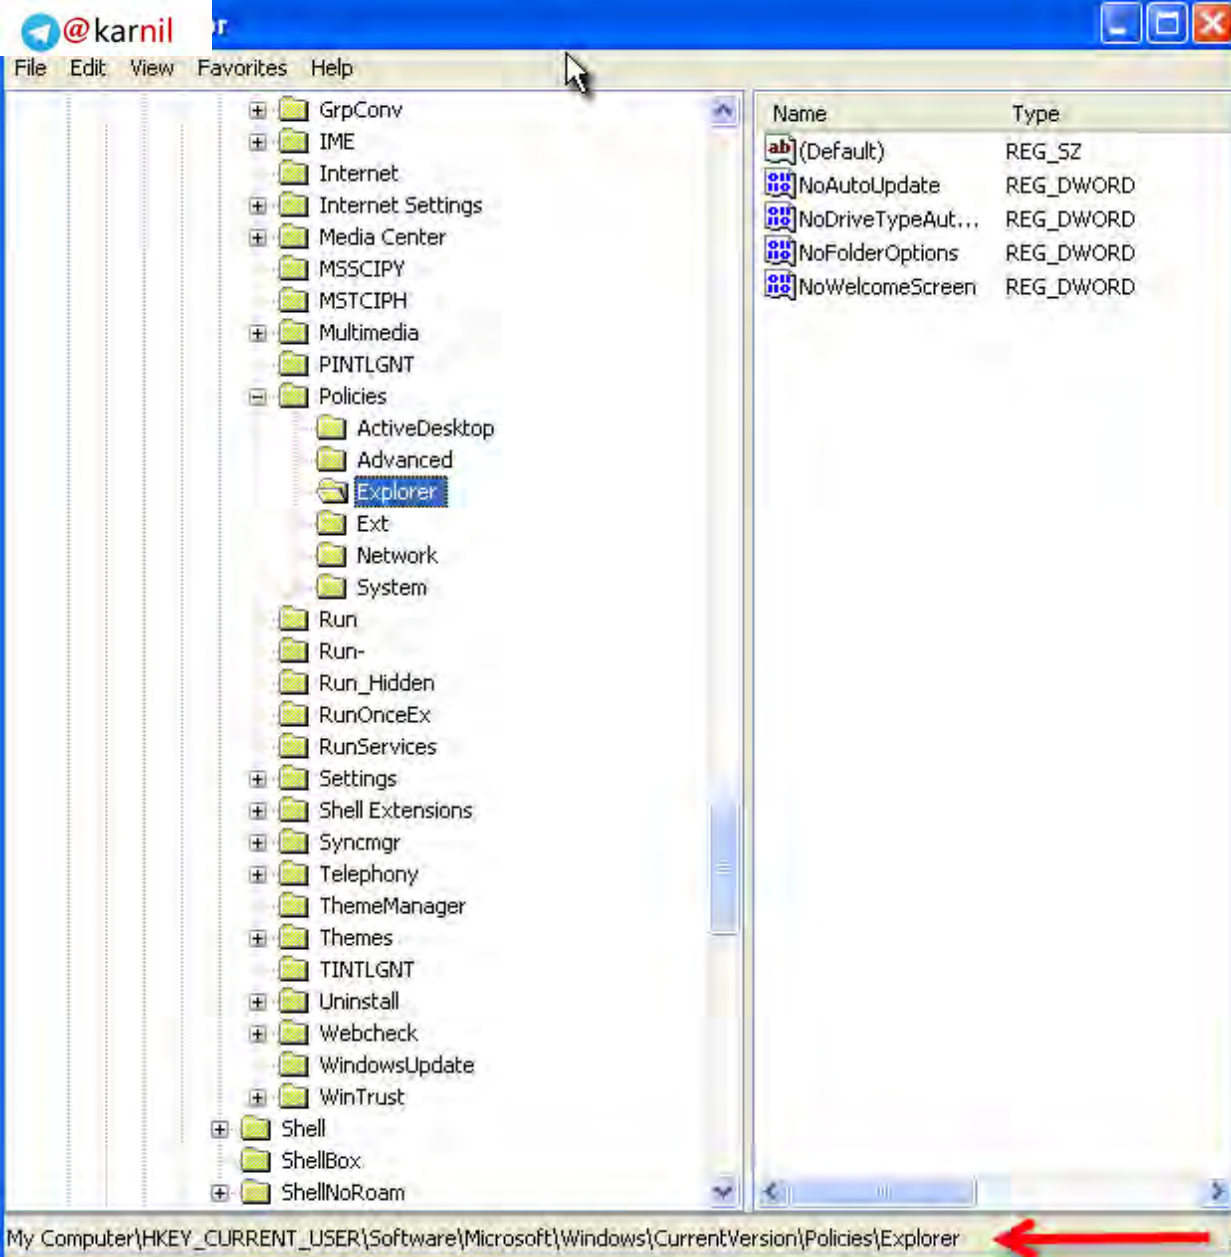 @karnil
r
File Edit View Favorites Help
GrpConv
IME
Internet
Internet Settings
Media Center
MSSCIPY
MSTCIPH
Multimedia
PINTLGNT
Policies
ActiveDesktop
Advanced
Explorer
Ext
Network
System
Run
Run-
Run_Hidden
RunOnceEx
RunServices
Settings
Shell Extensions
Syncmgr
Telephony
ThemeManager
Themes
TINTLGNT
Uninstall
Webcheck
WindowsUpdate
WinTrust
Shell
ShellBox
ShellNoRoam
Name Type
ab (Default) REG_SZ
NoAutoUpdate REG_DWORD
NoDriveTypeAut... REG_DWORD
NoFolderOptions REG_DWORD
NoWelcomeScreen REG_DWORD
My Computer\HKEY_CURRENT_USER\Software\Microsoft\Windows\CurrentVersion\Policies\Explorer